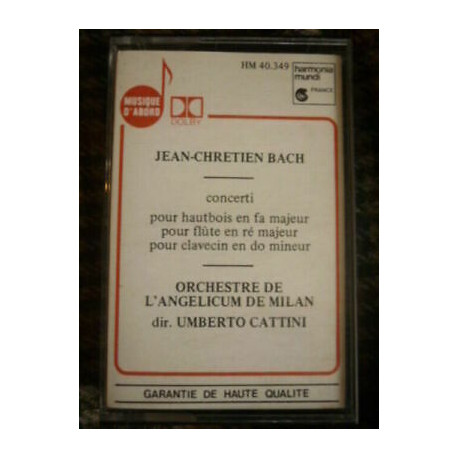 HM 40.349
harmonia
mundi
FRANCE
MUSIQUE
D'ABORD
DOLBY
JEAN-CHRETIEN BACH
concerti
pour hautbois en fa majeur
pour flûte en ré majeur
pour clavecin en do mineur
ORCHESTRE DE
L'ANGELICUM DE MILAN
dir. UMBERTO CATTINI
GARANTIE DE HAUTE QUALITE